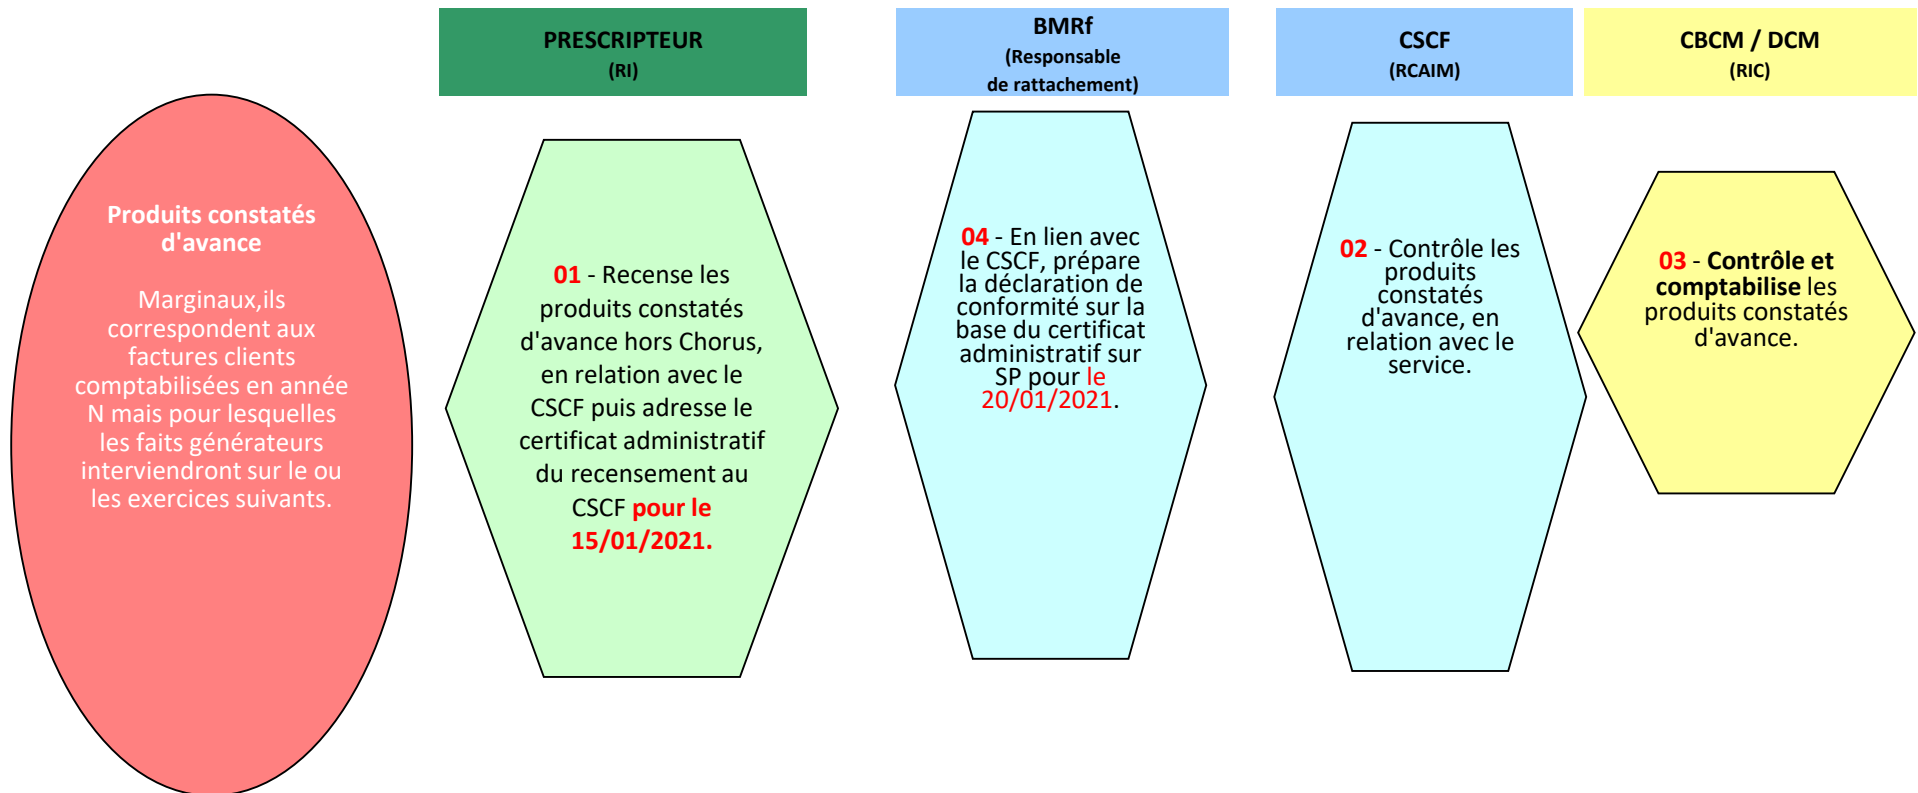 PRESCRIPTEUR
(RI)
BMRf
(Responsable
de rattachement)
CSCF
(RCAIM)
CBCM / DCM
(RIC)
Produits constatés
d'avance
Marginaux,ils
correspondent aux
factures clients
comptabilisées en année
N mais pour lesquelles
les faits générateurs
interviendront sur le ou
les exercices suivants.
01 - Recense les
produits constatés
d'avance hors Chorus,
en relation avec le
CSCF puis adresse le
certificat administratif
du recensement au
CSCF pour le
15/01/2021.
04 - En lien avec
le CSCF, prépare
la déclaration de
conformité sur la
base du certificat
administratif sur
SP pour le
20/01/2021.
02 - Contrôle les
produits
constatés
d'avance, en
relation avec le
service.
03 - Contrôle et
comptabilise les
produits constatés
d'avance.